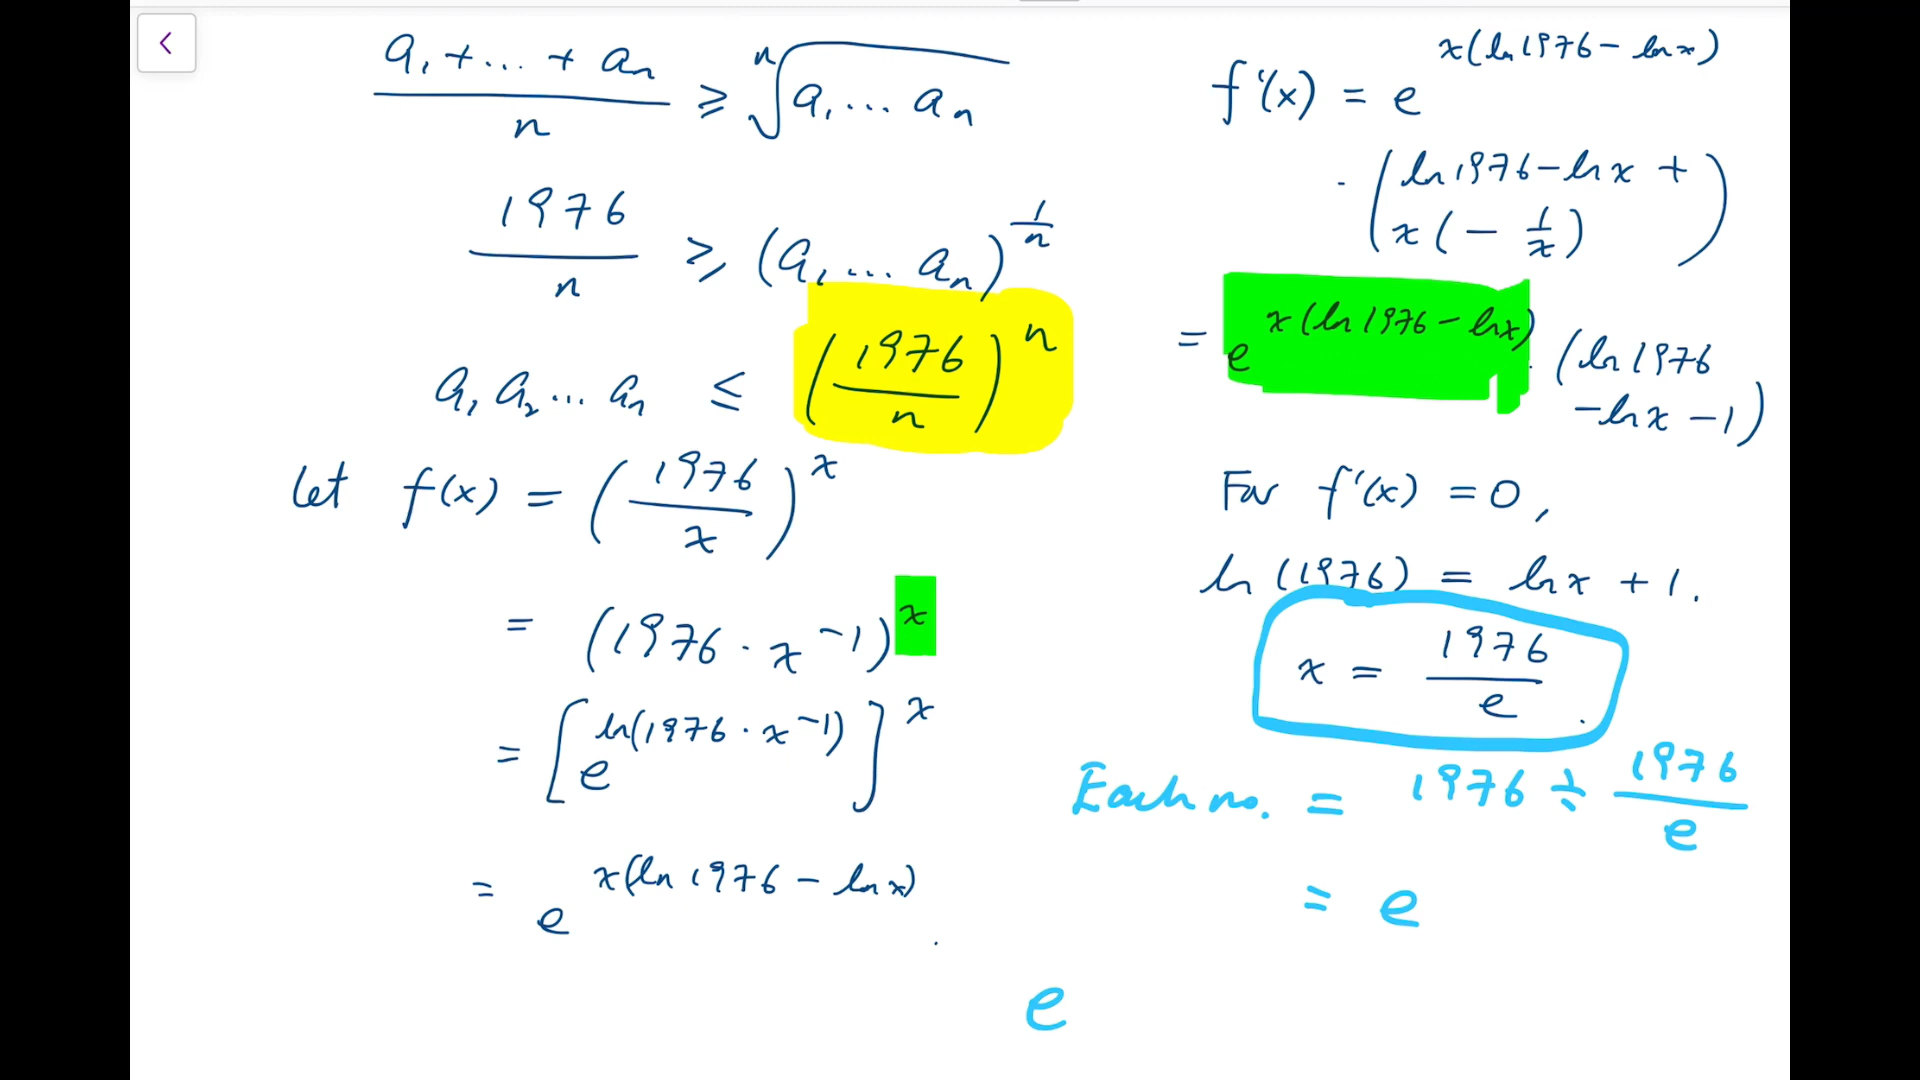 a₁ + ... + aₙ / n ≥ ⁿ√(a₁ ... aₙ)
1976 / n ≥ (a₁ ... aₙ)^(1/n)
a₁ a₂ ... aₙ ≤ (1976 / n)^n
Let f(x) = (1976 / x)^x
= (1976 · x^-1)^x
= [e^(ln(1976 · x^-1))]^x
= e^(x(ln 1976 - ln x)).
f'(x) = e^(x(ln 1976 - ln x))
· (ln 1976 - ln x +
x(- 1/x))
= e^(x(ln 1976 - ln x)) · (ln 1976
- ln x - 1)
For f'(x) = 0,
ln (1976) = ln x + 1.
x = 1976 / e.
Each no. = 1976 ÷ 1976 / e
= e
e